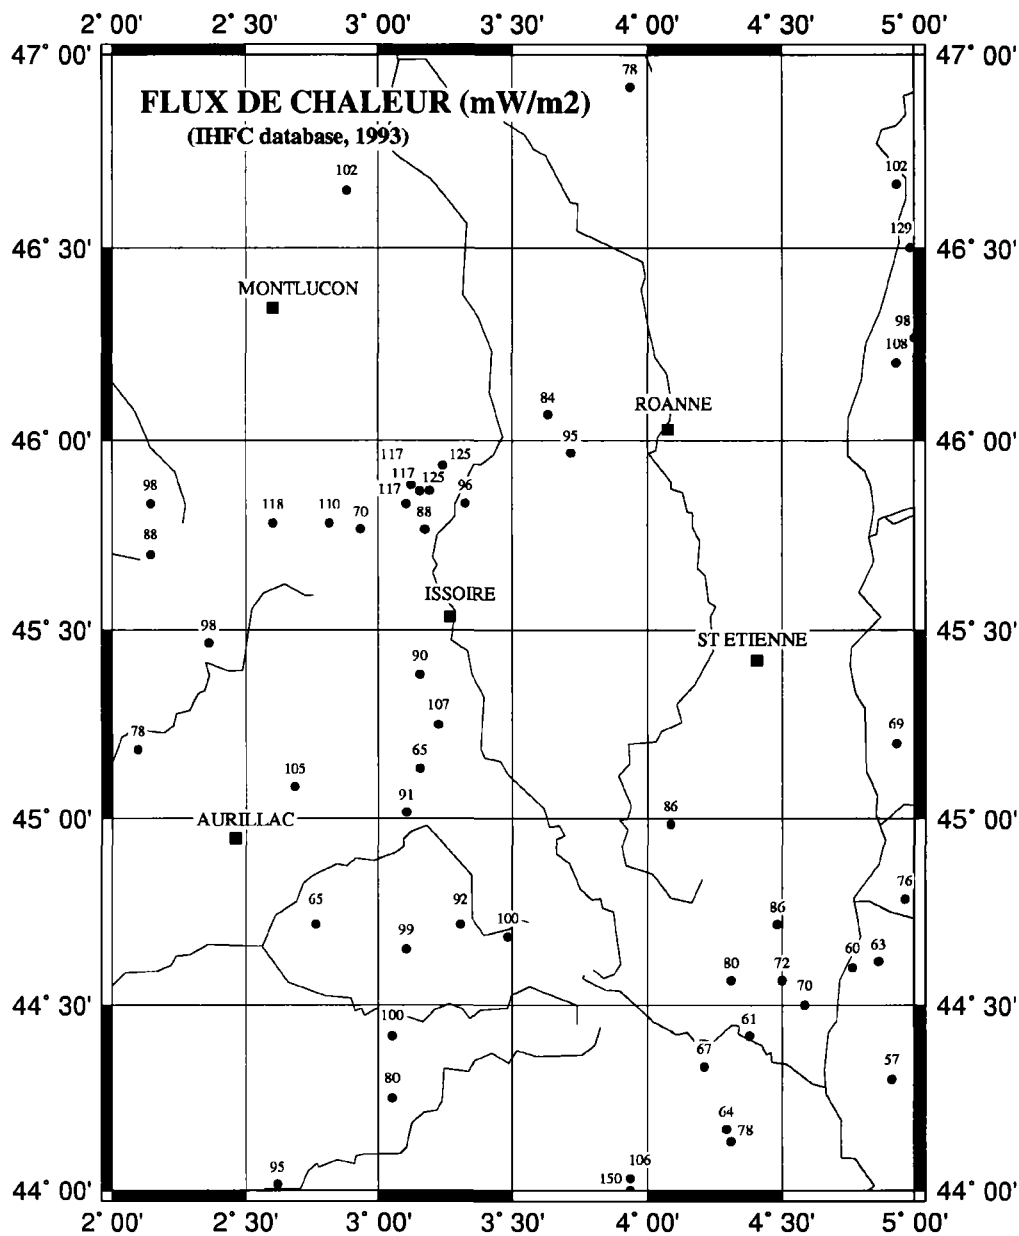 2° 00' 2° 30' 3° 00' 3° 30' 4° 00' 4° 30' 5° 00'
47° 00' 47° 00'
78
FLUX DE CHALEUR (mW/m2)
(IHFC database, 1993)
102 102
129
46° 30' 46° 30'
MONTLUCON
98
108
84 ROANNE
46° 00' 95 46° 00'
117 125
117 125
98 117 96
118 110 70 88
88
ISSOIRE
98 45° 30' 45° 30'
ST ETIENNE
90
107 69
78 65
105
91 86
45° 00' AURILLAC 45° 00'
76
65 92 86
99 100
80 72 60 63
44° 30' 70 44° 30'
100 61
67
80 57
64
78
95 106
150
44° 00' 44° 00'
2° 00' 2° 30' 3° 00' 3° 30' 4° 00' 4° 30' 5° 00'